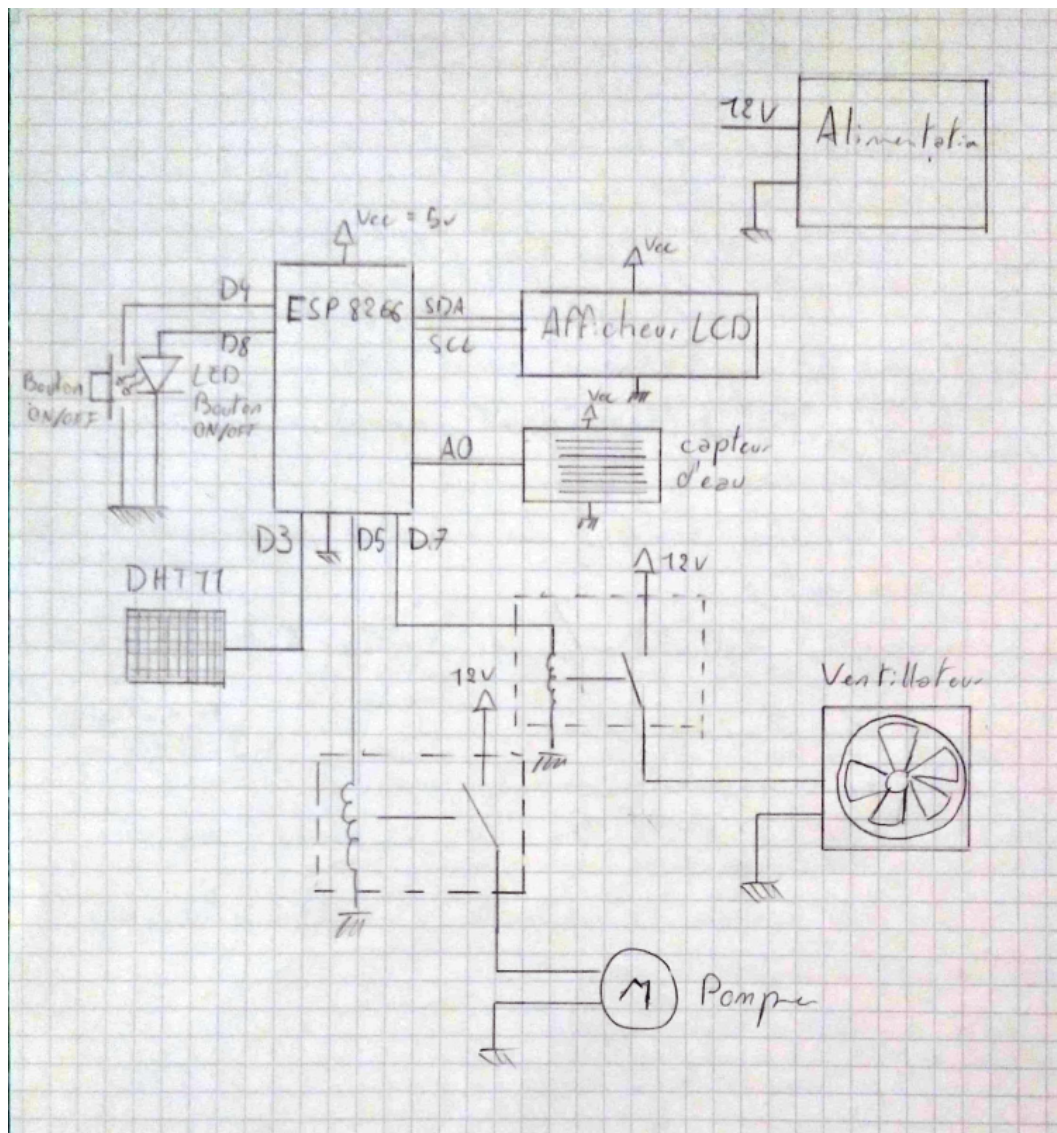 12V
Alimentation
Vcc = 5v
D4
ESP 8266
SDA
Afficheur LCD
Vcc
D8
SCL
Bouton
ON/OFF
LED
Bouton
ON/OFF
Vcc
A0
capteur
d'eau
D3
D5
D7
DHT11
12V
12V
Ventillateur
M
Pompe